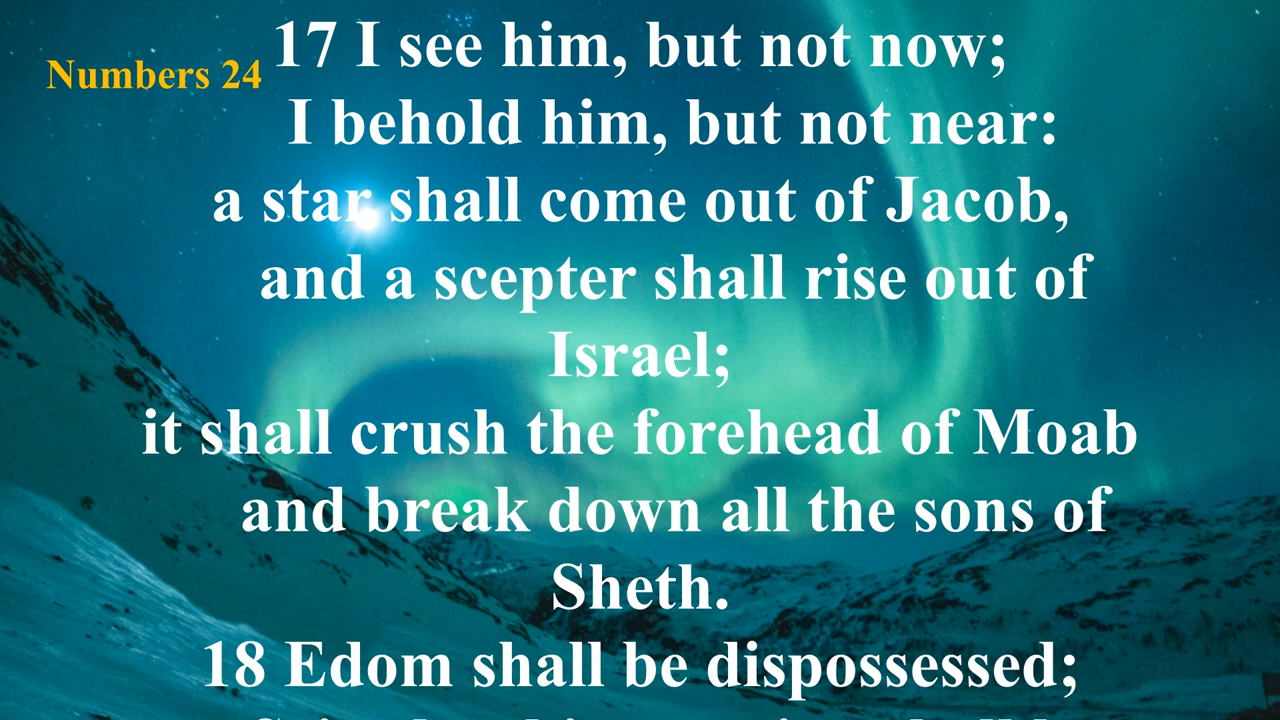 Numbers 24
17 I see him, but not now;
I behold him, but not near:
a star shall come out of Jacob,
and a scepter shall rise out of
Israel;
it shall crush the forehead of Moab
and break down all the sons of
Sheth.
18 Edom shall be dispossessed;